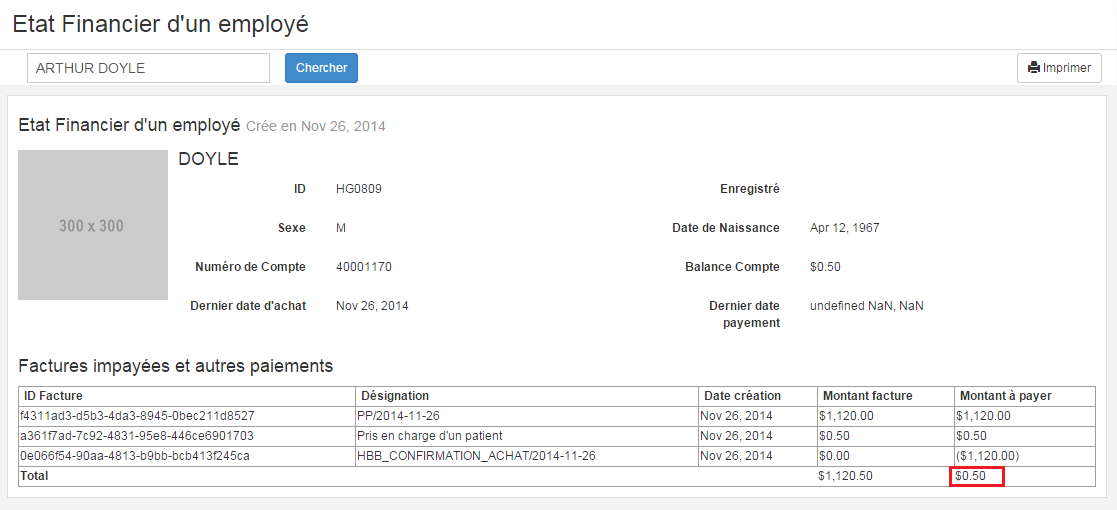 Etat Financier d'un employé
ARTHUR DOYLE Chercher Imprimer
Etat Financier d'un employé Crée en Nov 26, 2014
300 x 300
DOYLE
ID HG0809 Enregistré
Sexe M Date de Naissance Apr 12, 1967
Numéro de Compte 40001170 Balance Compte $0.50
Dernier date d'achat Nov 26, 2014 Dernier date payement undefined NaN, NaN
Factures impayées et autres paiements
ID Facture Désignation Date création Montant facture Montant à payer
f4311ad3-d5b3-4da3-8945-0bec211d8527 PP/2014-11-26 Nov 26, 2014 $1,120.00 $1,120.00
a361f7ad-7c92-4831-95e8-446ce6901703 Pris en charge d'un patient Nov 26, 2014 $0.50 $0.50
0e066f54-90aa-4813-b9bb-bcb413f245ca HBB_CONFIRMATION_ACHAT/2014-11-26 Nov 26, 2014 $0.00 ($1,120.00)
Total $1,120.50 $0.50